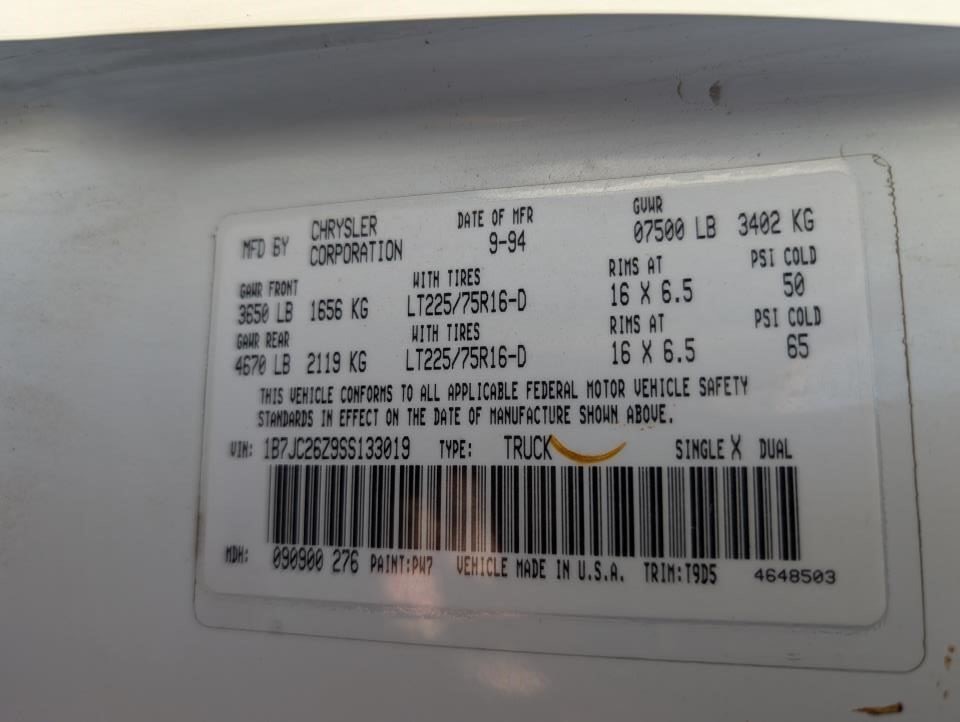 MFD BY CHRYSLER CORPORATION DATE OF MFR 9-94 GVWR 07500 LB 3402 KG
GAWR FRONT WITH TIRES RIMS AT PSI COLD
3650 LB 1656 KG LT225/75R16-D 16 X 6.5 50
GAWR REAR WITH TIRES RIMS AT PSI COLD
4670 LB 2119 KG LT225/75R16-D 16 X 6.5 65
THIS VEHICLE CONFORMS TO ALL APPLICABLE FEDERAL MOTOR VEHICLE SAFETY
STANDARDS IN EFFECT ON THE DATE OF MANUFACTURE SHOWN ABOVE.
VIN: 1B7JC26Z9SS133019 TYPE: TRUCK SINGLE X DUAL
MDH: 090900 276 PAINT:PW7 VEHICLE MADE IN U.S.A. TRIM:T9D5 4648503